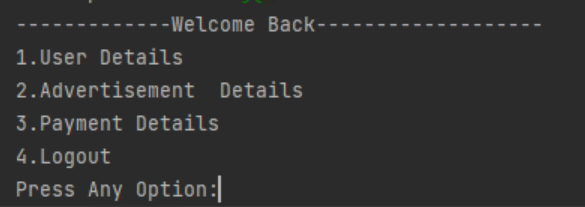 -------------Welcome Back-------------------
1.User Details
2.Advertisement  Details
3.Payment Details
4.Logout
Press Any Option: